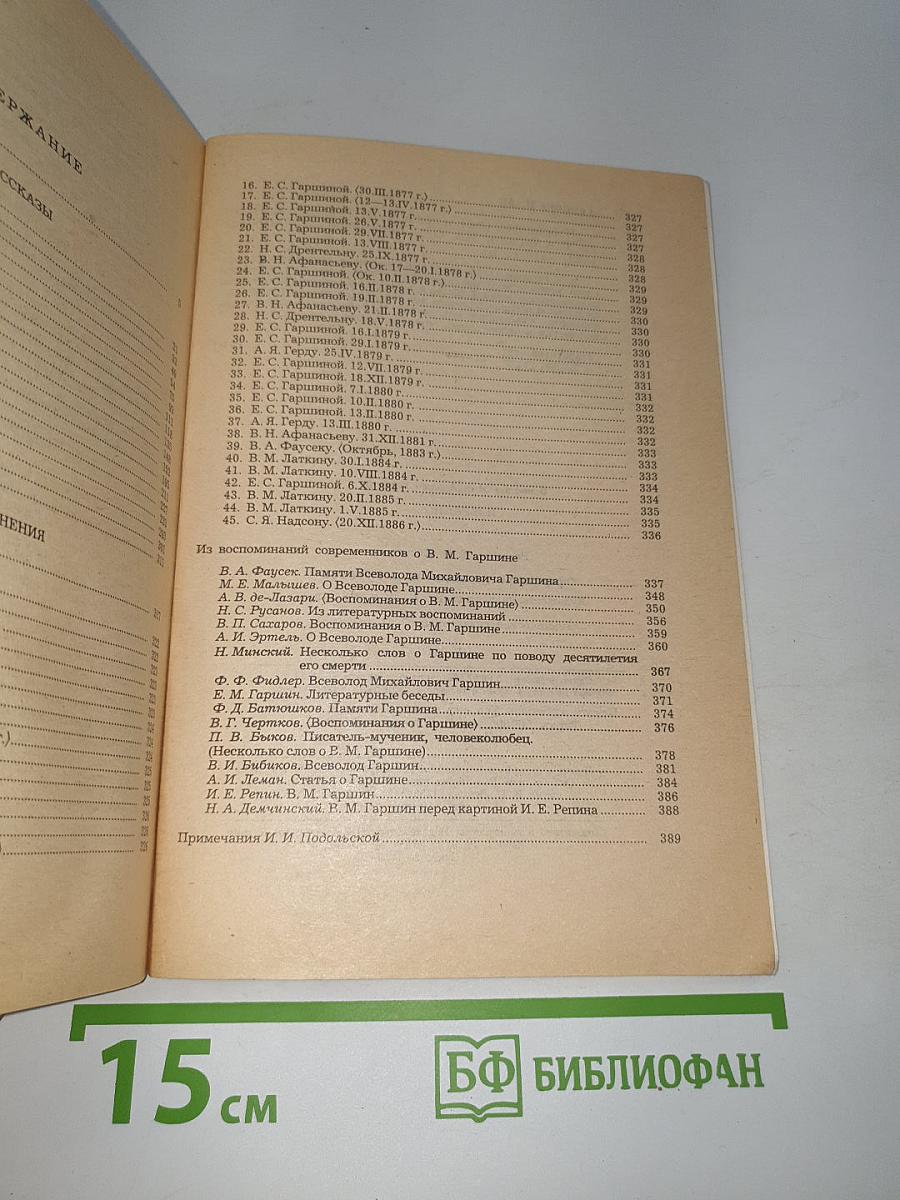 ЕРЖАНИЕ
ССКАЗЫ
НЕНИЯ
16. Е. С. Гаршиной. ⟨30.III.1877 г.⟩ 327
17. Е. С. Гаршиной. ⟨12—13.IV.1877 г.⟩ 327
18. Е. С. Гаршиной. 13.V.1877 г. 327
19. Е. С. Гаршиной. 26.V.1877 г. 327
20. Е. С. Гаршиной. 29.VII.1877 г. 328
21. Е. С. Гаршиной. 13.VIII.1877 г. 328
22. Н. С. Дрентельну. 25.IX.1877 г. 328
23. В. Н. Афанасьеву. ⟨Ок. 17—20.I.1878 г.⟩ 329
24. Е. С. Гаршиной. ⟨Ок. 10.II.1878 г.⟩ 329
25. Е. С. Гаршиной. 16.II.1878 г. 329
26. Е. С. Гаршиной. 19.II.1878 г. 330
27. В. Н. Афанасьеву. 21.II.1878 г. 330
28. Н. С. Дрентельну. 18.V.1878 г. 330
29. Е. С. Гаршиной. 16.I.1879 г. 330
30. Е. С. Гаршиной. 29.I.1879 г. 331
31. А. Я. Герду. 25.IV.1879 г. 331
32. Е. С. Гаршиной. 12.VII.1879 г. 331
33. Е. С. Гаршиной. 18.XII.1879 г. 331
34. Е. С. Гаршиной. 7.I.1880 г. 332
35. Е. С. Гаршиной. 10.II.1880 г. 332
36. Е. С. Гаршиной. 13.II.1880 г. 332
37. А. Я. Герду. 13.III.1880 г. 332
38. В. Н. Афанасьеву. 31.XII.1881 г. 333
39. В. А. Фаусеку. ⟨Октябрь, 1883 г.⟩ 333
40. В. М. Латкину. 30.I.1884 г. 333
41. В. М. Латкину. 10.VIII.1884 г. 334
42. Е. С. Гаршиной. 6.X.1884 г. 334
43. В. М. Латкину. 20.II.1885 г. 335
44. В. М. Латкину. 1.V.1885 г. 335
45. С. Я. Надсону. ⟨20.XII.1886 г.⟩ 336
Из воспоминаний современников о В. М. Гаршине
В. А. Фаусек. Памяти Всеволода Михайловича Гаршина 337
М. Е. Малышев. О Всеволоде Гаршине 348
А. В. де-Лазари. ⟨Воспоминания о В. М. Гаршине⟩ 350
Н. С. Русанов. Из литературных воспоминаний 356
В. П. Сахаров. Воспоминания о В. М. Гаршине 359
А. И. Эртель. О Всеволоде Гаршине 360
Н. Минский. Несколько слов о Гаршине по поводу десятилетия
его смерти 367
Ф. Ф. Фидлер. Всеволод Михайлович Гаршин 370
Е. М. Гаршин. Литературные беседы 371
Ф. Д. Батюшков. Памяти Гаршина 374
В. Г. Чертков. ⟨Воспоминания о Гаршине⟩ 376
П. В. Быков. Писатель-мученик, человеколюбец.
(Несколько слов о В. М. Гаршине) 378
В. И. Бибиков. Всеволод Гаршин 381
А. И. Леман. Статья о Гаршине 384
И. Е. Репин. В. М. Гаршин 386
Н. А. Демчинский. В. М. Гаршин перед картиной И. Е. Репина 388
Примечания И. И. Подольской 389
15 см
БФ БИБЛИОФАН